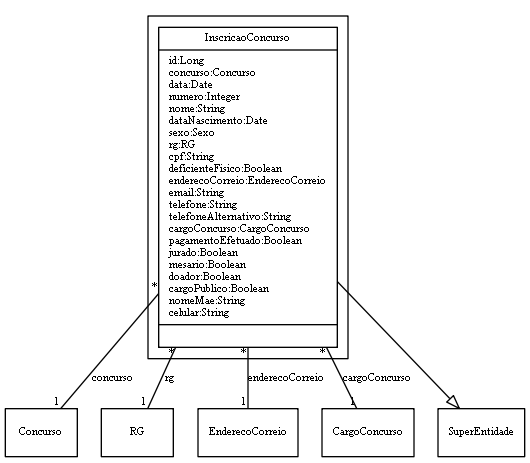 InscricaoConcurso
id:Long
concurso:Concurso
data:Date
numero:Integer
nome:String
dataNascimento:Date
sexo:Sexo
rg:RG
cpf:String
deficienteFisico:Boolean
enderecoCorreio:EnderecoCorreio
email:String
telefone:String
telefoneAlternativo:String
cargoConcurso:CargoConcurso
pagamentoEfetuado:Boolean
jurado:Boolean
mesario:Boolean
doador:Boolean
cargoPublico:Boolean
nomeMae:String
celular:String
*
* * *
concurso rg enderecoCorreio cargoConcurso
1 1 1 1
Concurso RG EnderecoCorreio CargoConcurso SuperEntidade